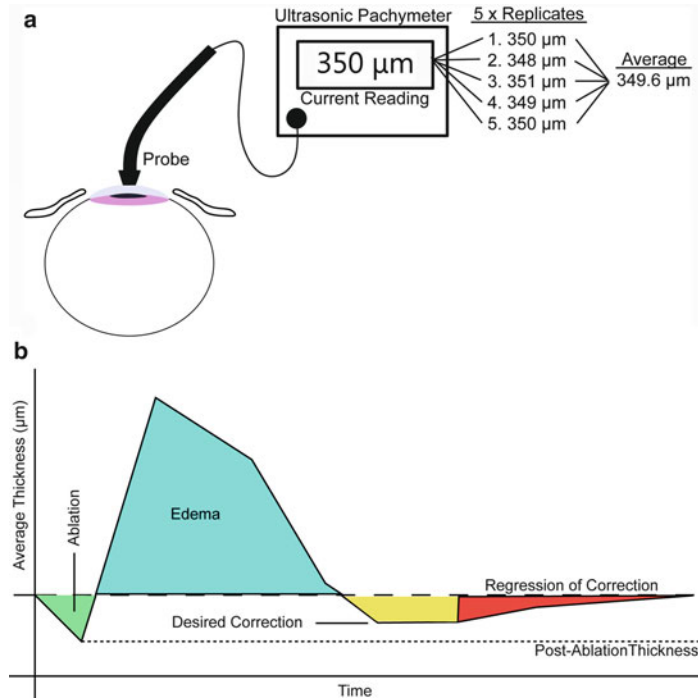 a
Ultrasonic Pachymeter
350 µm
Current Reading
Probe
5 x Replicates
1. 350 µm
2. 348 µm
3. 351 µm
4. 349 µm
5. 350 µm
Average
349.6 µm
b
Average Thickness (µm)
Ablation
Edema
Desired Correction
Regression of Correction
Post-AblationThickness
Time